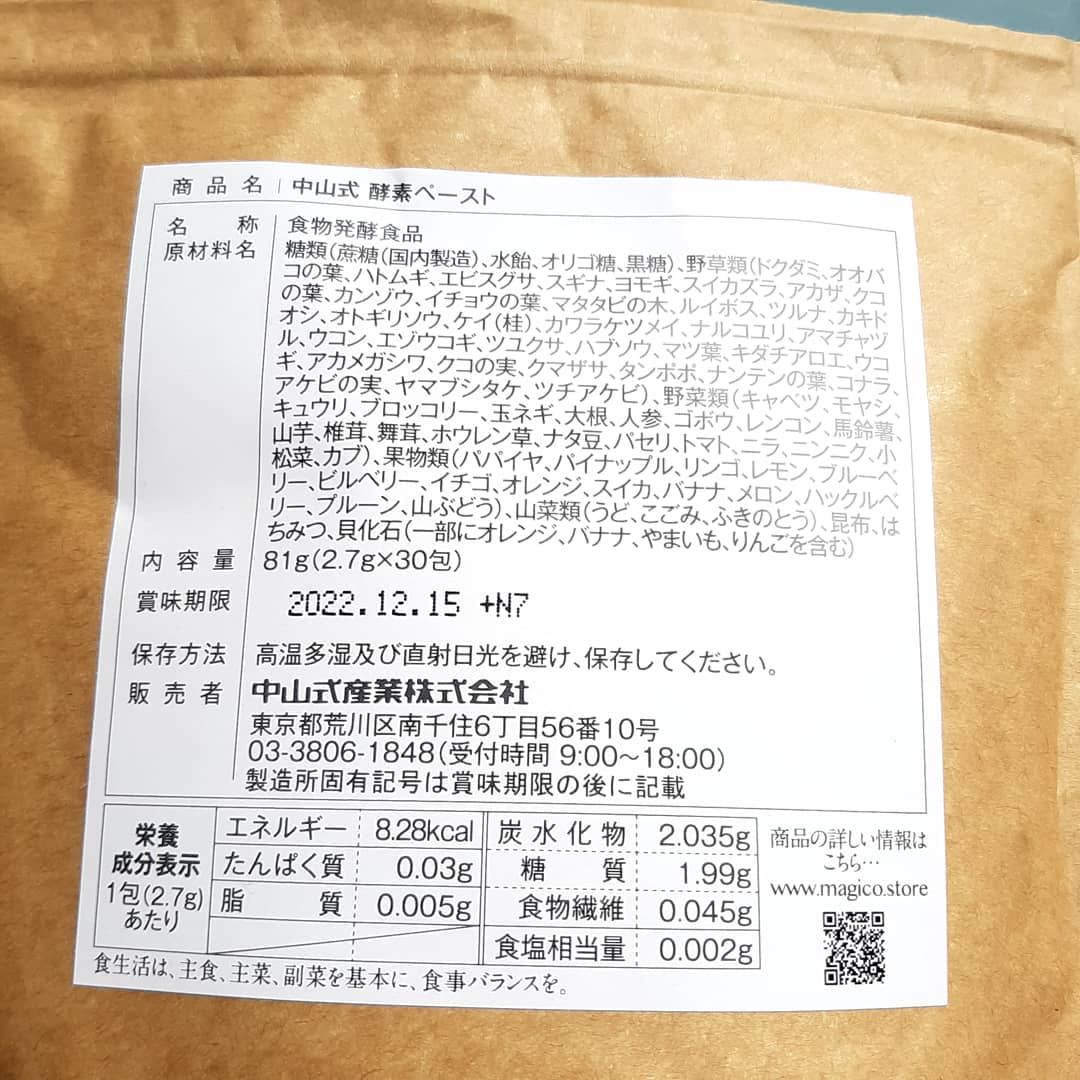 商品名 | 中山式 酵素ペースト
名称 食物発酵食品
原材料名 糖類(蔗糖(国内製造)、水飴、オリゴ糖、黒糖)、野草類(ドクダミ、オオバ
コの葉、ハトムギ、エビスグサ、スギナ、ヨモギ、スイカズラ、アカザ、クコ
の葉、カンゾウ、イチョウの葉、マタタビの木、ルイボス、ツルナ、カキド
オシ、オトギリソウ、ケイ(桂)、カワラケツメイ、ナルコユリ、アマチャヅ
ル、ウコン、エゾウコギ、ツユクサ、ハブソウ、マツ葉、キダチアロエ、ウコ
ギ、アカメガシワ、クコの実、クマザサ、タンポポ、ナンテンの葉、コナラ、
アケビの実、ヤマブシタケ、ツチアケビ)、野菜類(キャベツ、モヤシ、
キュウリ、ブロッコリー、玉ネギ、大根、人参、ゴボウ、レンコン、馬鈴薯、
山芋、椎茸、舞茸、ホウレン草、ナタ豆、パセリ、トマト、ニラ、ニンニク、小
松菜、カブ)、果物類(パパイヤ、パイナップル、リンゴ、レモン、ブルーベ
リー、ビルベリー、イチゴ、オレンジ、スイカ、バナナ、メロン、ハックルベ
リー、プルーン、山ぶどう)、山菜類(うど、こごみ、ふきのとう)、昆布、は
ちみつ、貝化石(一部にオレンジ、バナナ、やまいも、りんごを含む)
内容量 81g(2.7g×30包)
賞味期限 2022.12.15 +N7
保存方法 高温多湿及び直射日光を避け、保存してください。
販売者 中山式産業株式会社
東京都荒川区南千住6丁目56番10号
03-3806-1848(受付時間 9:00〜18:00)
製造所固有記号は賞味期限の後に記載
栄養
成分表示
1包(2.7g)
あたり
エネルギー 8.28kcal
たんぱく質 0.03g
脂質 0.005g
炭水化物 2.035g
糖質 1.99g
食物繊維 0.045g
食塩相当量 0.002g
商品の詳しい情報は
こちら…
www.magico.store
食生活は、主食、主菜、副菜を基本に、食事バランスを。